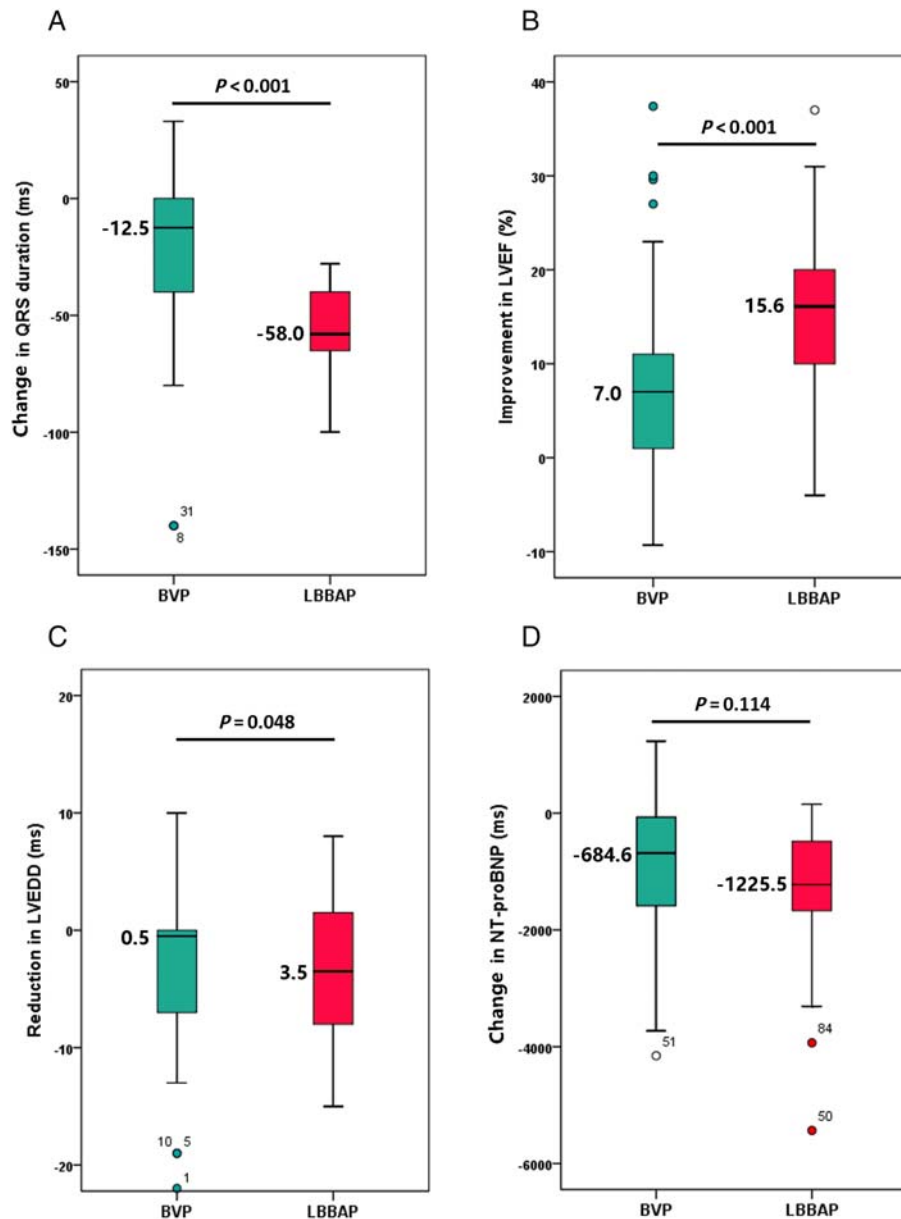 A
Change in QRS duration (ms)
50
0
-50
-100
-150
P < 0.001
-12.5
-58.0
31
8
BVP
LBBAP
B
Improvement in LVEF (%)
40
30
20
10
0
-10
P < 0.001
7.0
15.6
BVP
LBBAP
C
Reduction in LVEDD (ms)
20
10
0
-10
-20
P = 0.048
0.5
3.5
10 5
1
BVP
LBBAP
D
Change in NT-proBNP (ms)
2000
0
-2000
-4000
-6000
P = 0.114
-684.6
-1225.5
51
84
50
BVP
LBBAP